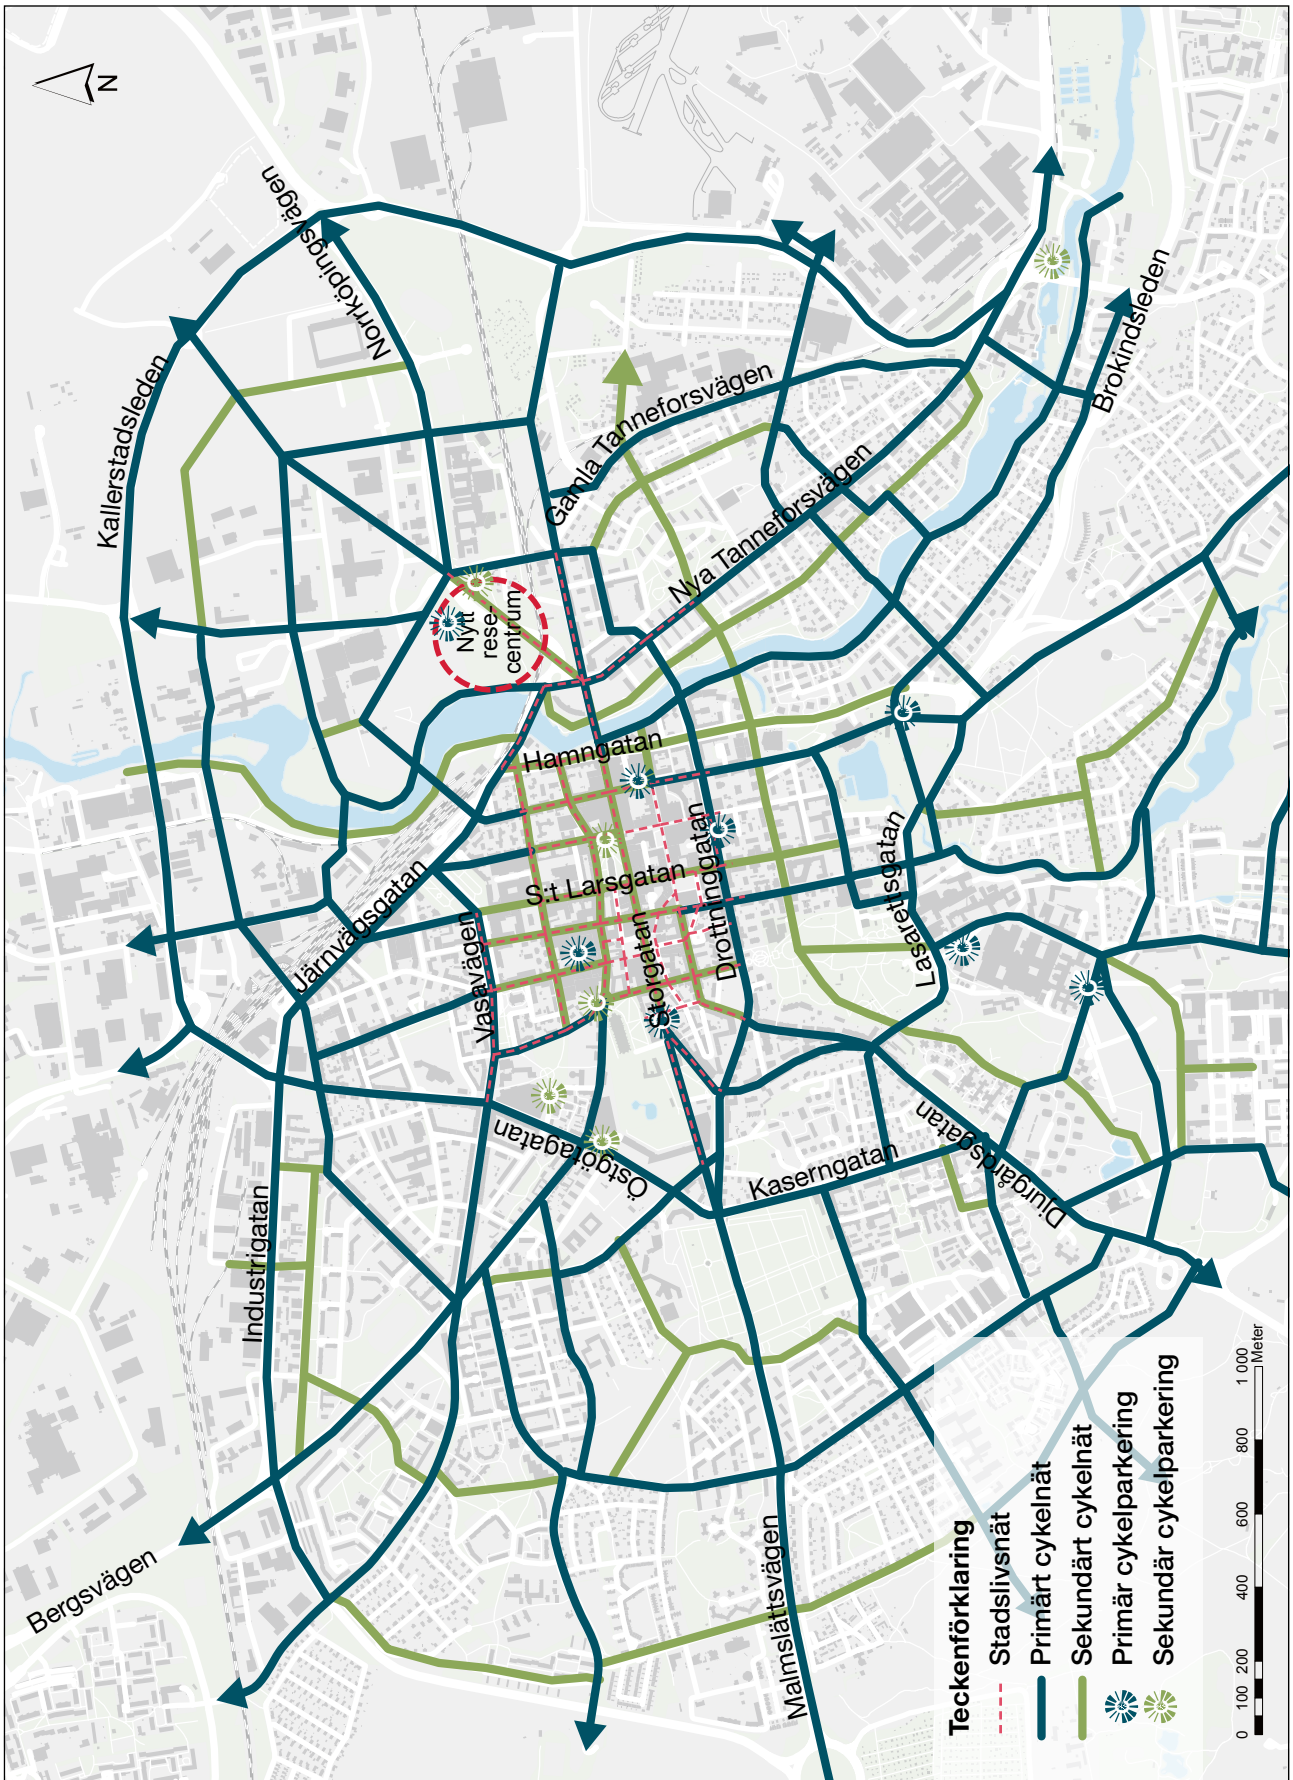 N
Kallerstadsleden
Norrköpingsvägen
Nytt
rese-
centrum
Gamla Tanneforsvägen
Nya Tanneforsvägen
Brokindsleden
Hamngatan
S:t Larsgatan
Drottninggatan
Storgatan
Vasavägen
Järnvägsgatan
Lasarettsgatan
Östgötagatan
Kaserngatan
Djurgårdsgatan
Industrigatan
Bergsvägen
Malmslättsvägen
Teckenförklaring
Stadslivsnät
Primärt cykelnät
Sekundärt cykelnät
Primär cykelparkering
Sekundär cykelparkering
0 100 200 400 600 800 1 000
Meter